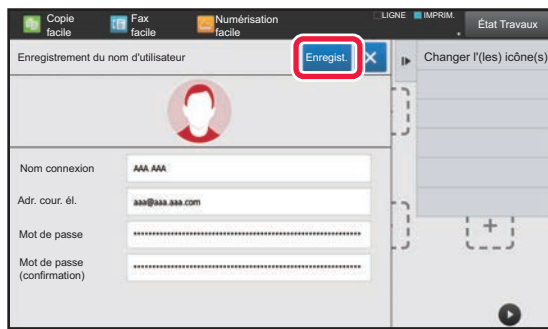 Copie facile
Fax facile
Numérisation facile
LIGNE
IMPRIM.
État Travaux
Enregistrement du nom d'utilisateur
Enregist.
Changer l'(les) icône(s)
Nom connexion
AAA AAA
Adr. cour. él.
aaa@aaa.aaa.com
Mot de passe
************************************************************
Mot de passe
(confirmation)
************************************************************